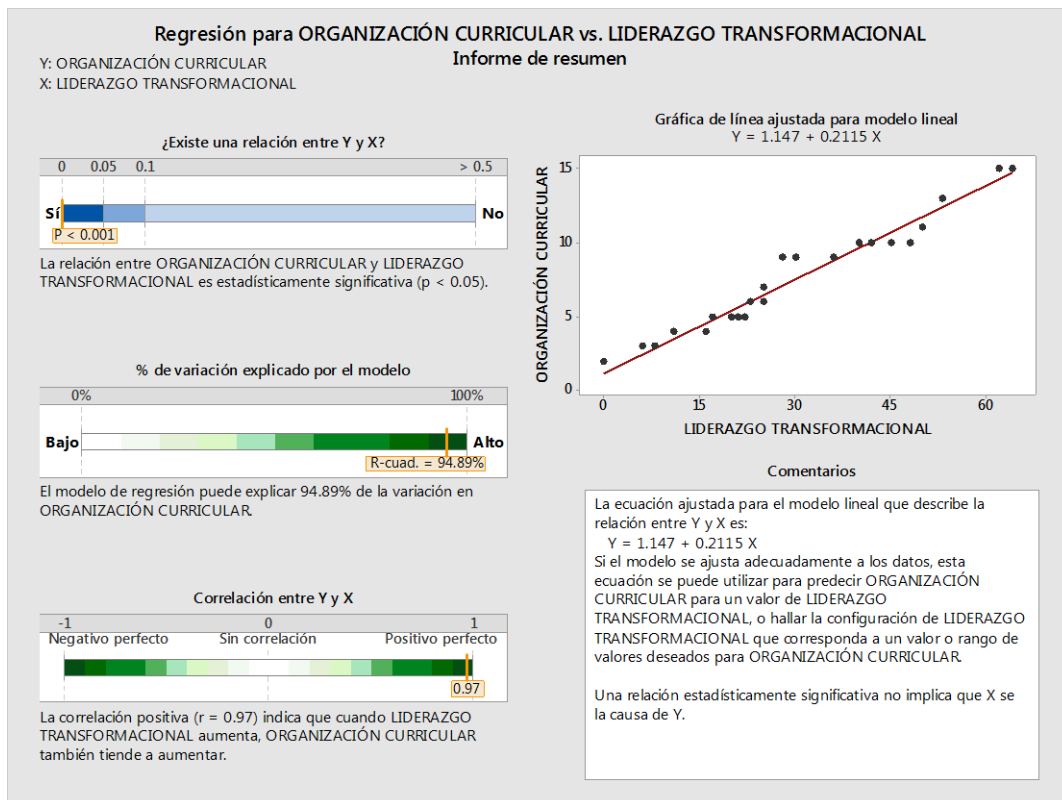 Regresión para ORGANIZACIÓN CURRICULAR vs. LIDERAZGO TRANSFORMACIONAL
Informe de resumen
Y: ORGANIZACIÓN CURRICULAR
X: LIDERAZGO TRANSFORMACIONAL
¿Existe una relación entre Y y X?
0 0.05 0.1 > 0.5
Sí No
P < 0.001
La relación entre ORGANIZACIÓN CURRICULAR y LIDERAZGO
TRANSFORMACIONAL es estadísticamente significativa (p < 0.05).
% de variación explicado por el modelo
0% 100%
Bajo Alto
R-cuad. = 94.89%
El modelo de regresión puede explicar 94.89% de la variación en
ORGANIZACIÓN CURRICULAR.
Correlación entre Y y X
-1 0 1
Negativo perfecto Sin correlación Positivo perfecto
0.97
La correlación positiva (r = 0.97) indica que cuando LIDERAZGO
TRANSFORMACIONAL aumenta, ORGANIZACIÓN CURRICULAR
también tiende a aumentar.
Gráfica de línea ajustada para modelo lineal
Y = 1.147 + 0.2115 X
ORGANIZACIÓN CURRICULAR
15
10
5
0
0 15 30 45 60
LIDERAZGO TRANSFORMACIONAL
Comentarios
La ecuación ajustada para el modelo lineal que describe la
relación entre Y y X es:
Y = 1.147 + 0.2115 X
Si el modelo se ajusta adecuadamente a los datos, esta
ecuación se puede utilizar para predecir ORGANIZACIÓN
CURRICULAR para un valor de LIDERAZGO
TRANSFORMACIONAL, o hallar la configuración de LIDERAZGO
TRANSFORMACIONAL que corresponda a un valor o rango de
valores deseados para ORGANIZACIÓN CURRICULAR.
Una relación estadísticamente significativa no implica que X se
la causa de Y.